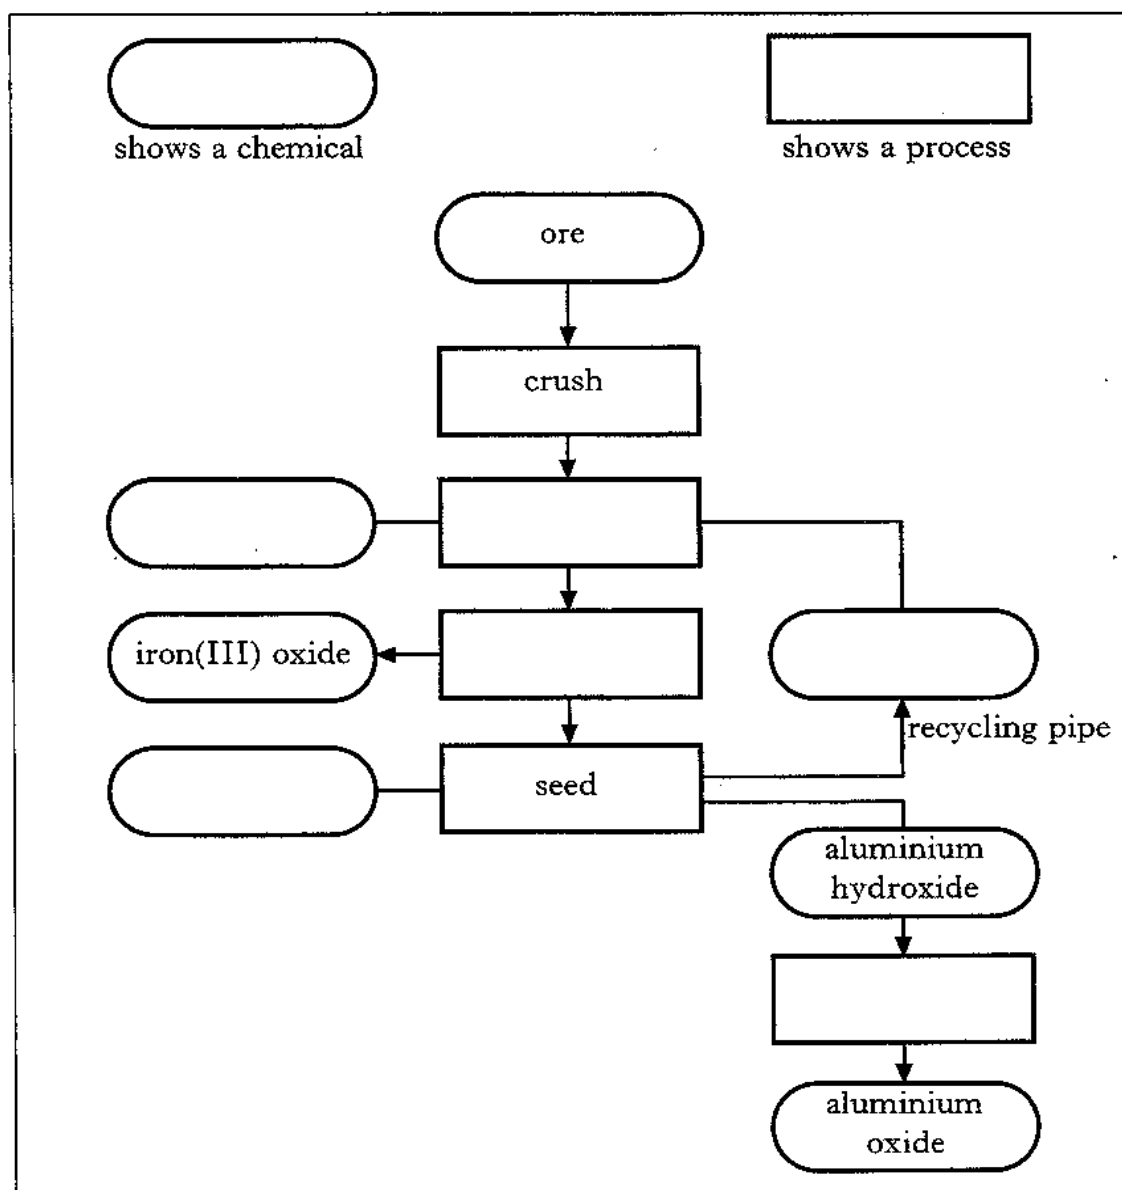 shows a chemical
shows a process
ore
crush
iron(III) oxide
recycling pipe
seed
aluminium
hydroxide
aluminium
oxide